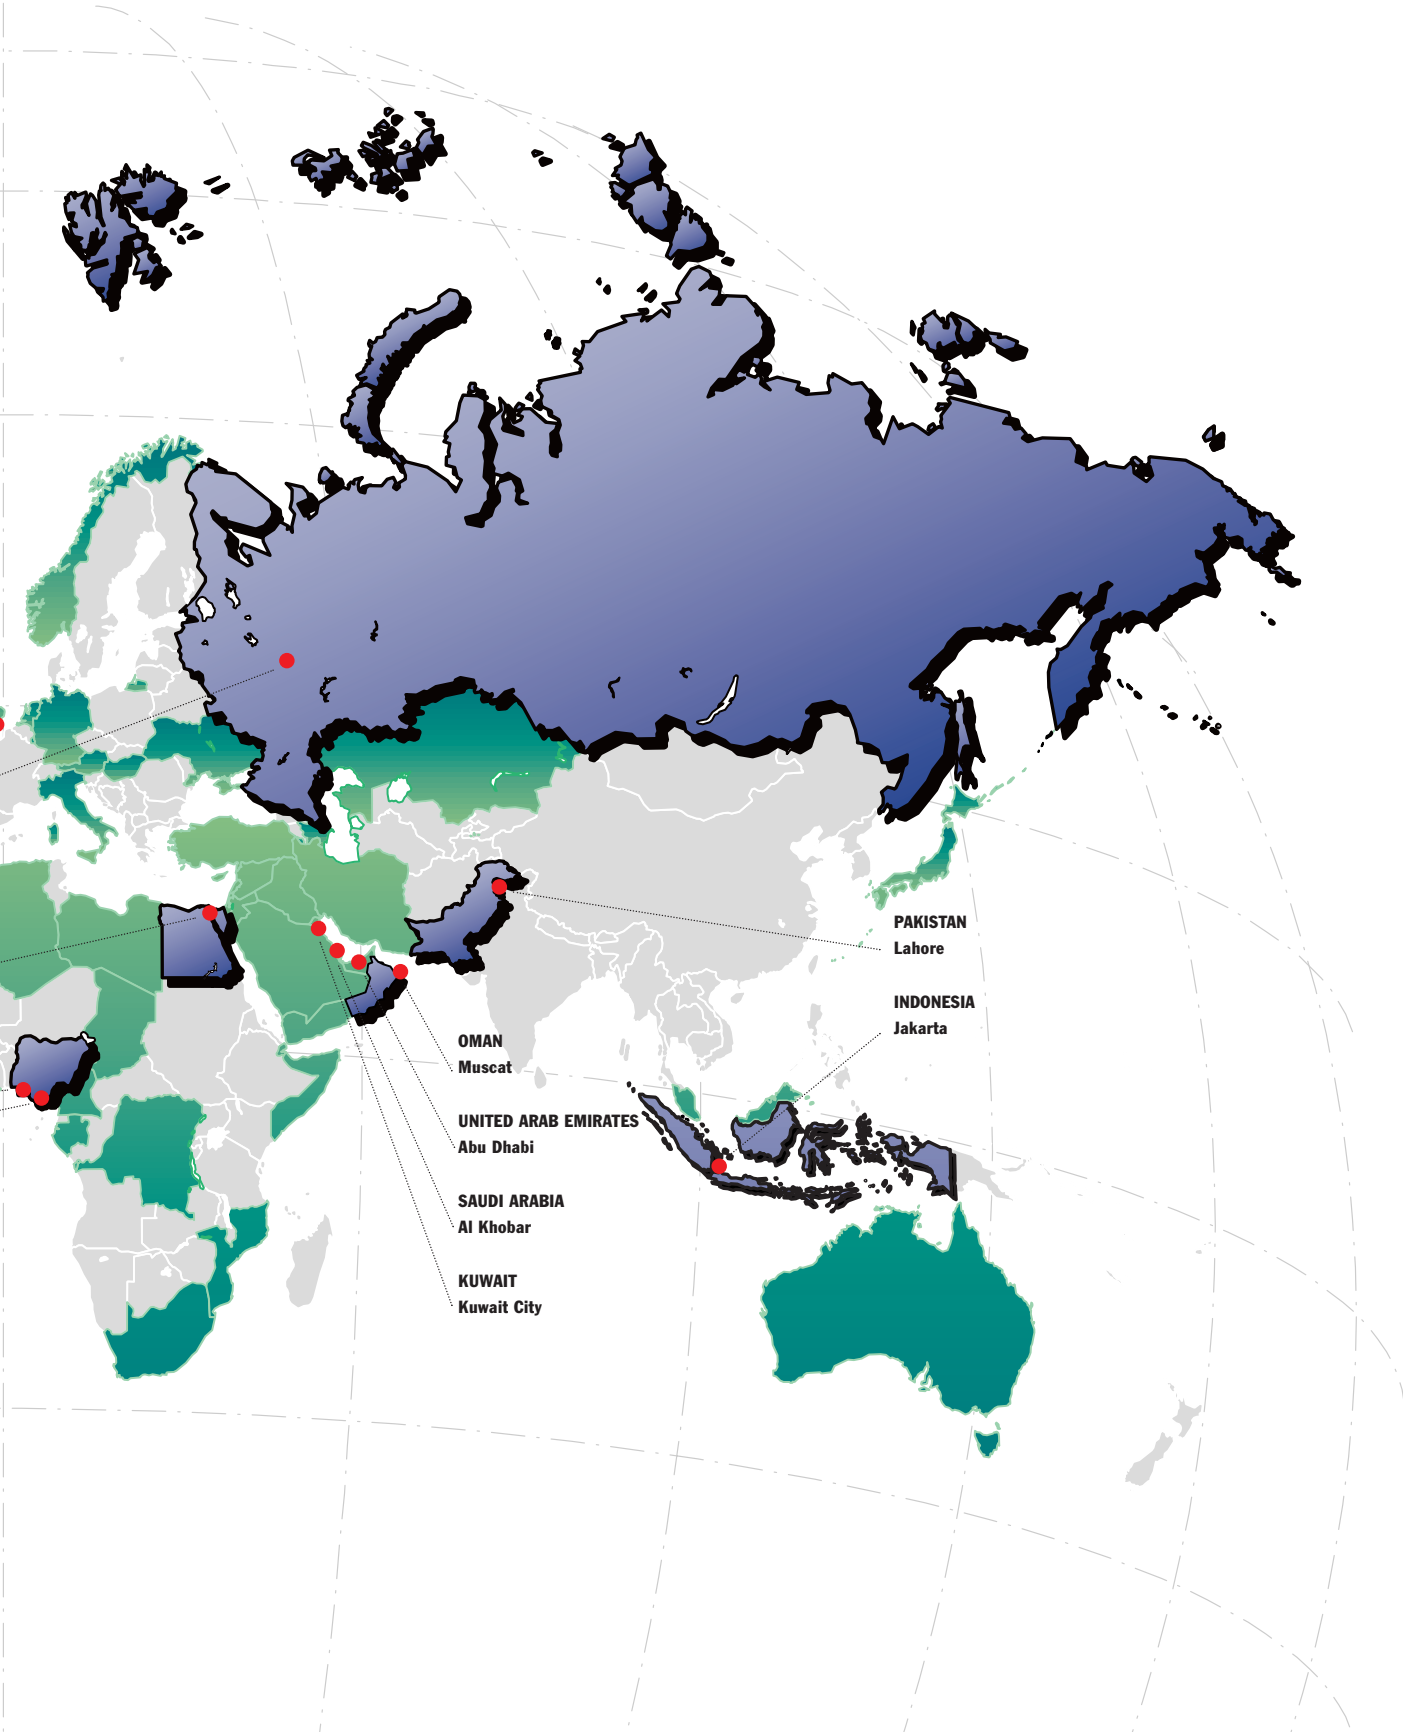 PAKISTAN
Lahore
INDONESIA
Jakarta
OMAN
Muscat
UNITED ARAB EMIRATES
Abu Dhabi
SAUDI ARABIA
Al Khobar
KUWAIT
Kuwait City